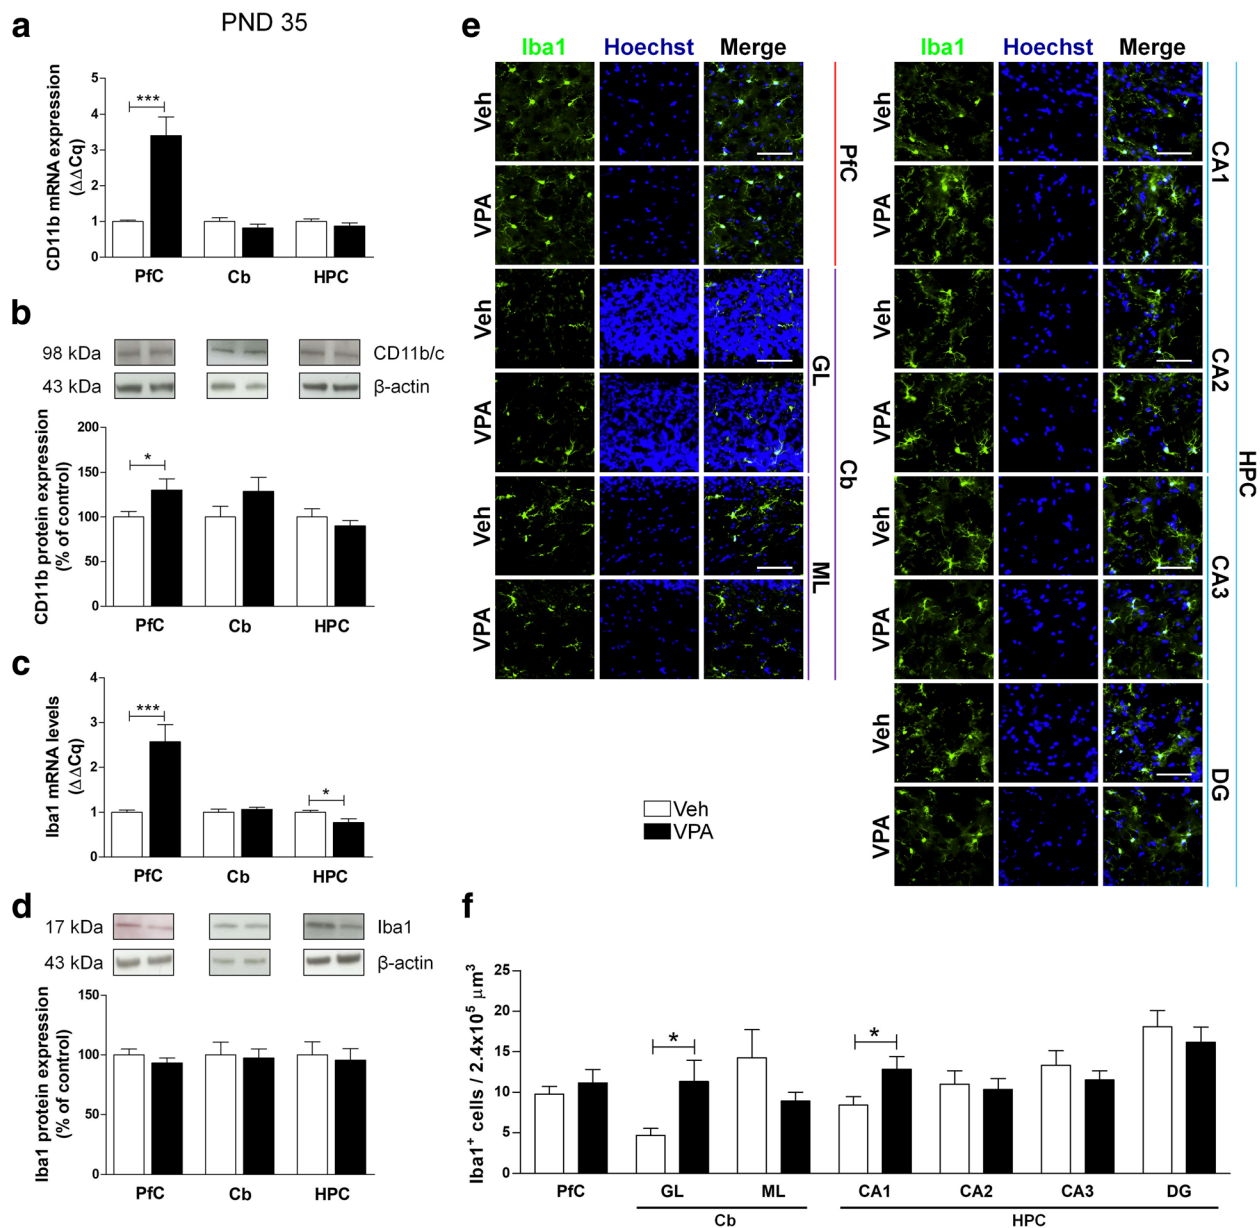 a
PND 35
CD11b mRNA expression
(ΔΔCq)
5
4
3
2
1
0
***
PfC Cb HPC
b
98 kDa CD11b/c
43 kDa β-actin
CD11b protein expression
(% of control)
200
150
100
50
0
*
PfC Cb HPC
c
Iba1 mRNA levels
(ΔΔCq)
4
3
2
1
0
***
*
PfC Cb HPC
d
17 kDa Iba1
43 kDa β-actin
Iba1 protein expression
(% of control)
150
100
50
0
PfC Cb HPC
e
Iba1 Hoechst Merge
Veh
VPA
PfC
Veh
VPA
GL
Veh
VPA
ML
Cb
Iba1 Hoechst Merge
Veh
VPA
CA1
Veh
VPA
CA2
Veh
VPA
CA3
Veh
VPA
DG
HPC
Veh
VPA
f
Iba1⁺ cells / 2.4x10⁵ μm³
25
20
15
10
5
0
*
*
PfC GL ML CA1 CA2 CA3 DG
Cb HPC